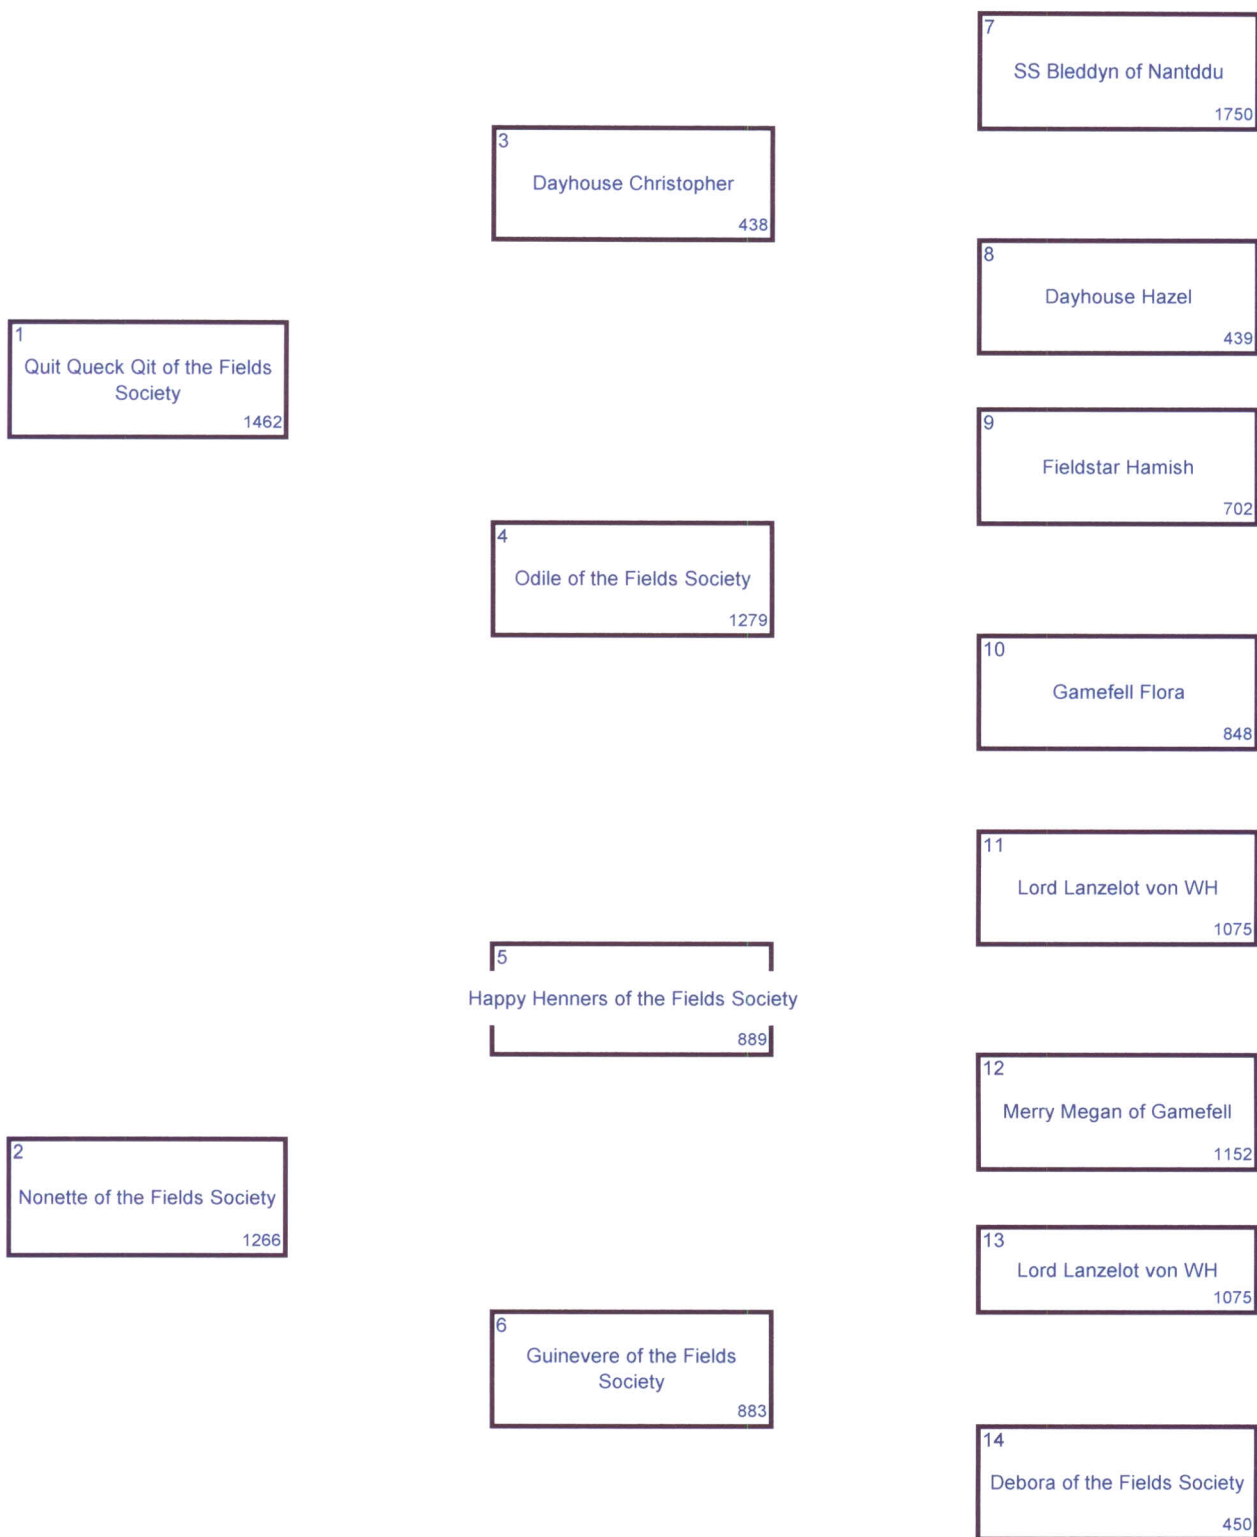 7
SS Bleddyn of Nantddu
1750
3
Dayhouse Christopher
438
8
Dayhouse Hazel
439
1
Quit Queck Qit of the Fields
Society
1462
9
Fieldstar Hamish
702
4
Odile of the Fields Society
1279
10
Gamefell Flora
848
11
Lord Lanzelot von WH
1075
5
Happy Henners of the Fields Society
889
12
Merry Megan of Gamefell
1152
2
Nonette of the Fields Society
1266
13
Lord Lanzelot von WH
1075
6
Guinevere of the Fields
Society
883
14
Debora of the Fields Society
450